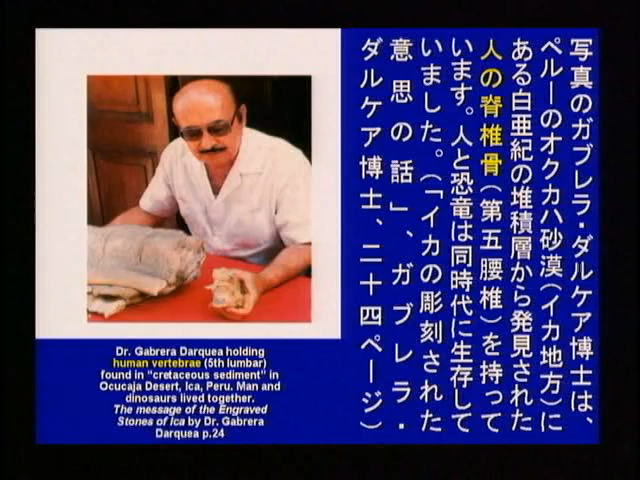 写真のガブレラ・ダルケア博士は、
ペルーのオクカハ砂漠(イカ地方)に
ある白亜紀の堆積層から発見された
人の脊椎骨(第五腰椎)を持って
います。人と恐竜は同時代に生存して
いました。(「イカの彫刻された
意思の話」、ガブレラ・
ダルケア博士、二十四ページ)
Dr. Gabrera Darquea holding
human vertebrae (5th lumbar)
found in "cretaceous sediment" in
Ocucaja Desert, Ica, Peru. Man and
dinosaurs lived together.
The message of the Engraved
Stones of Ica by Dr. Gabrera
Darquea p.24